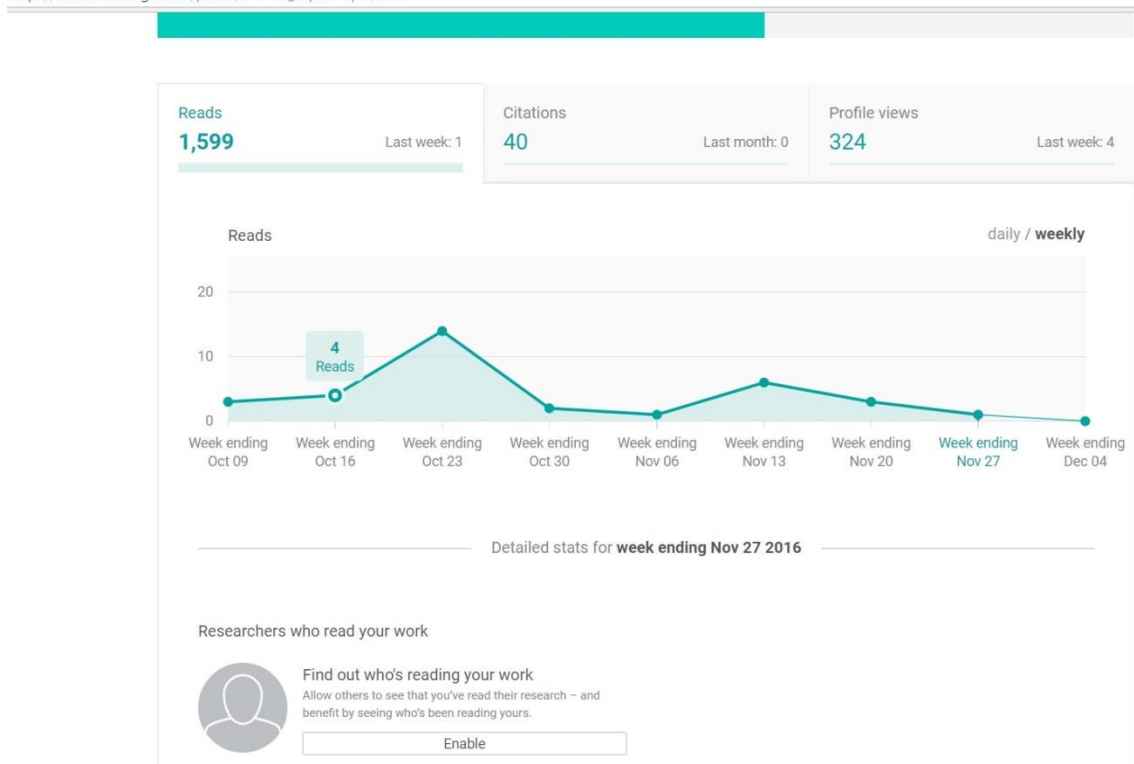 Reads
1,599
Last week: 1
Citations
40
Last month: 0
Profile views
324
Last week: 4
Reads
daily / weekly
20
10
0
4
Reads
Week ending
Oct 09
Week ending
Oct 16
Week ending
Oct 23
Week ending
Oct 30
Week ending
Nov 06
Week ending
Nov 13
Week ending
Nov 20
Week ending
Nov 27
Week ending
Dec 04
Detailed stats for week ending Nov 27 2016
Researchers who read your work
Find out who's reading your work
Allow others to see that you've read their research – and
benefit by seeing who's been reading yours.
Enable